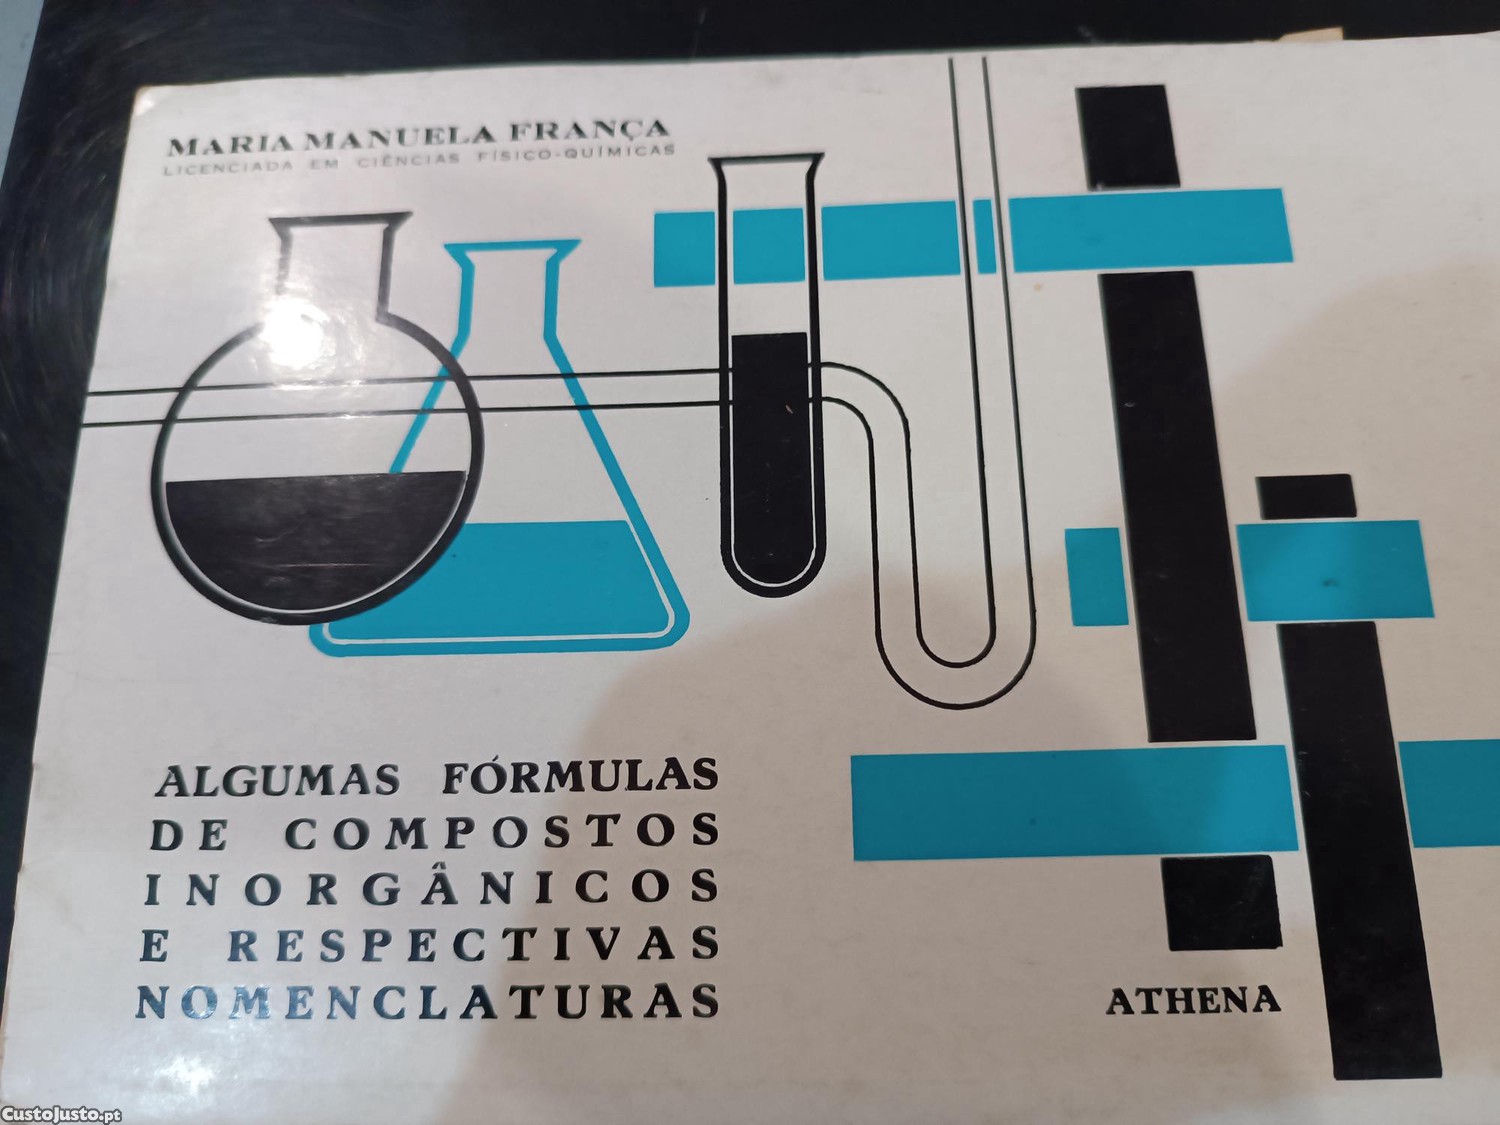 MARIA MANUELA FRANÇA
LICENCIADA EM CIÊNCIAS FÍSICO-QUÍMICAS
ALGUMAS FÓRMULAS
DE COMPOSTOS
INORGÂNICOS
E RESPECTIVAS
NOMENCLATURAS
ATHENA
CustoJusto.pt